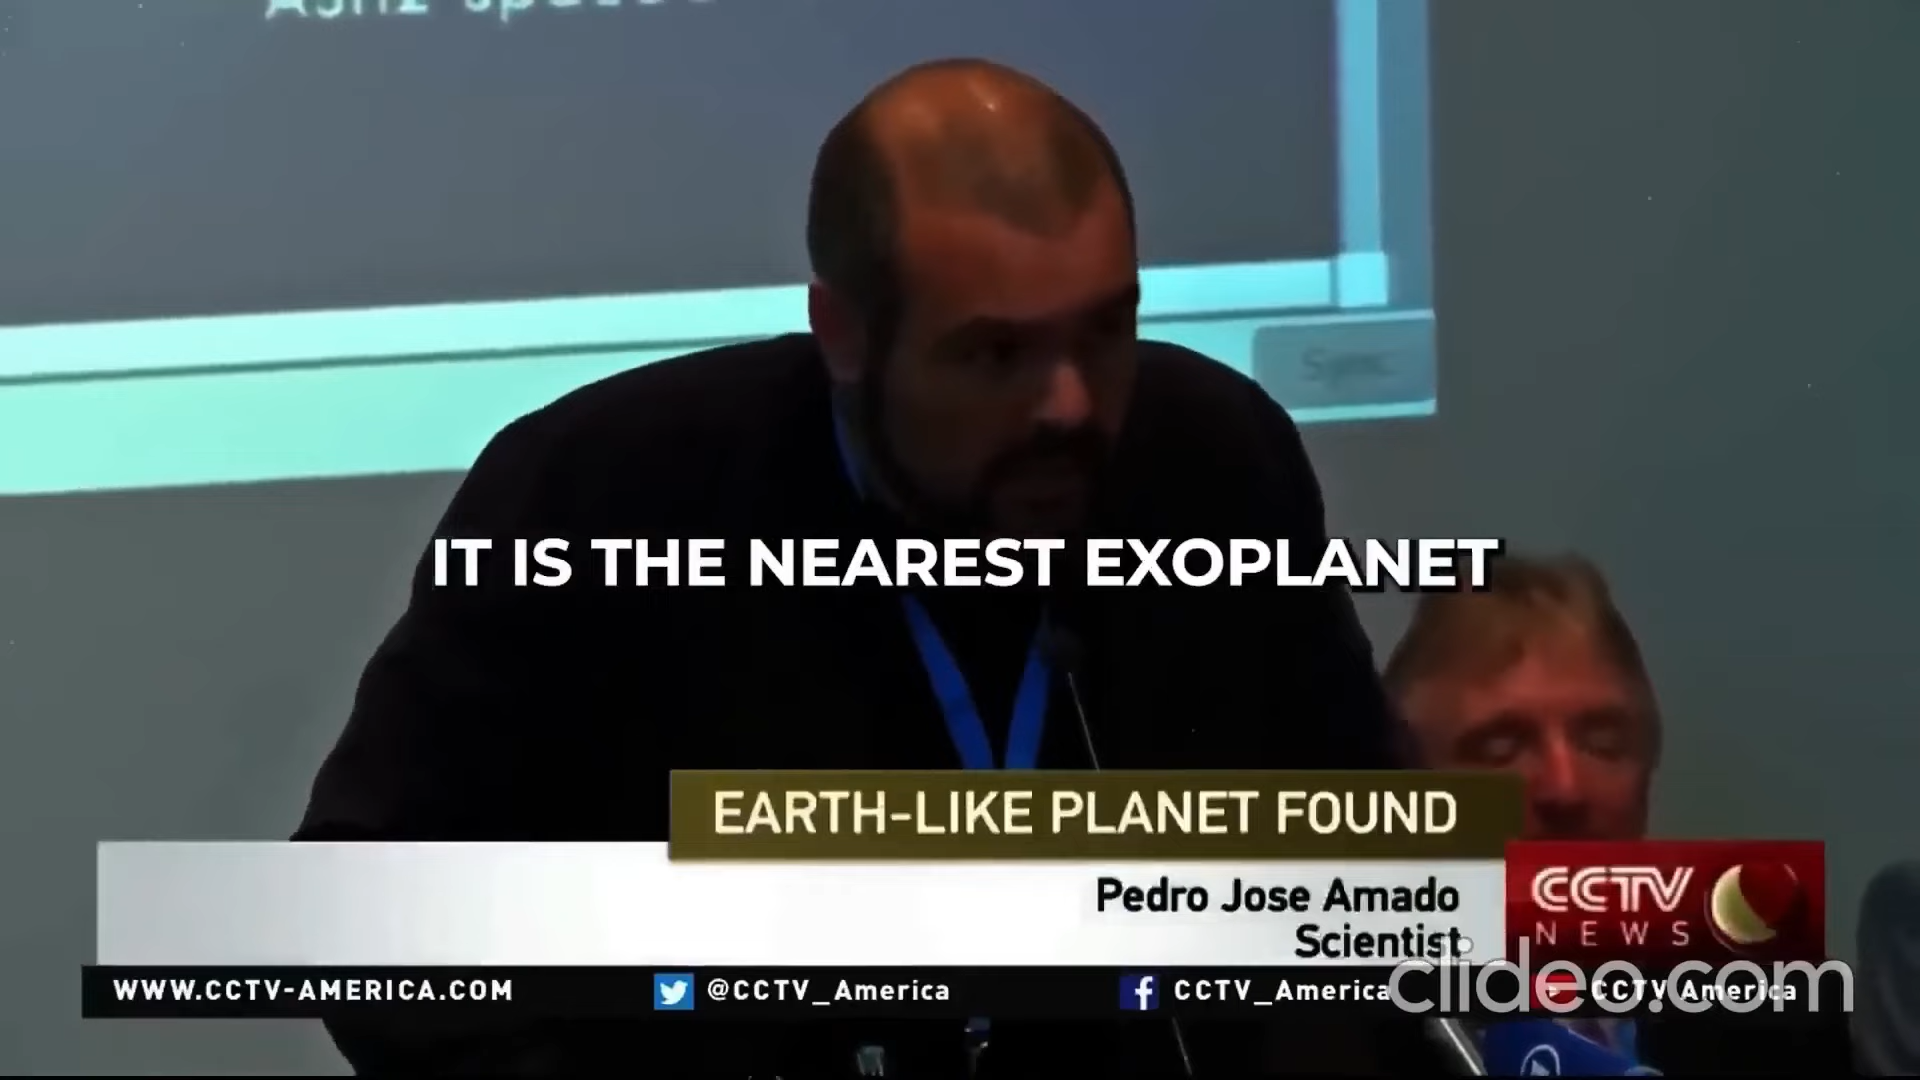 IT IS THE NEAREST EXOPLANET
EARTH-LIKE PLANET FOUND
Pedro Jose Amado
Scientist
CCTV
NEWS
clideo.com
WWW.CCTV-AMERICA.COM
@CCTV_America
CCTV_America
CCTV America